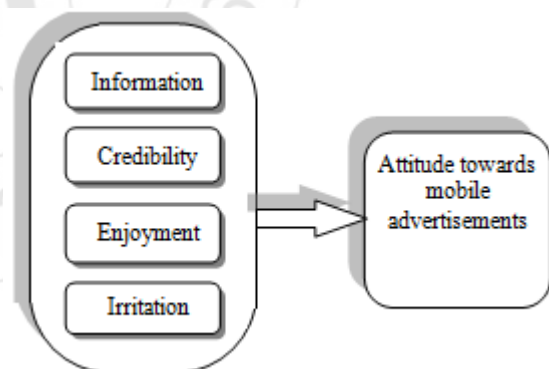 Information
Credibility
Enjoyment
Irritation
Attitude towards
mobile
advertisements